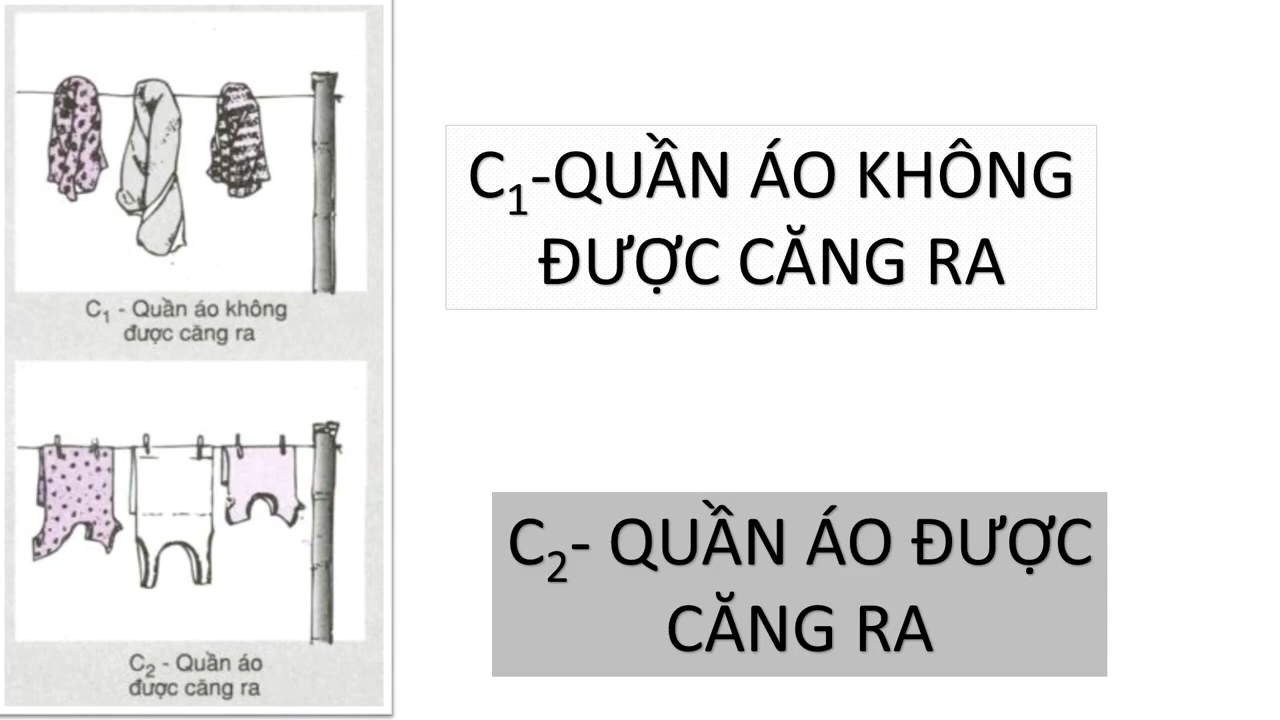 C₁ - Quần áo không
được căng ra
C₂ - Quần áo
được căng ra
C₁-QUẦN ÁO KHÔNG
ĐƯỢC CĂNG RA
C₂- QUẦN ÁO ĐƯỢC
CĂNG RA